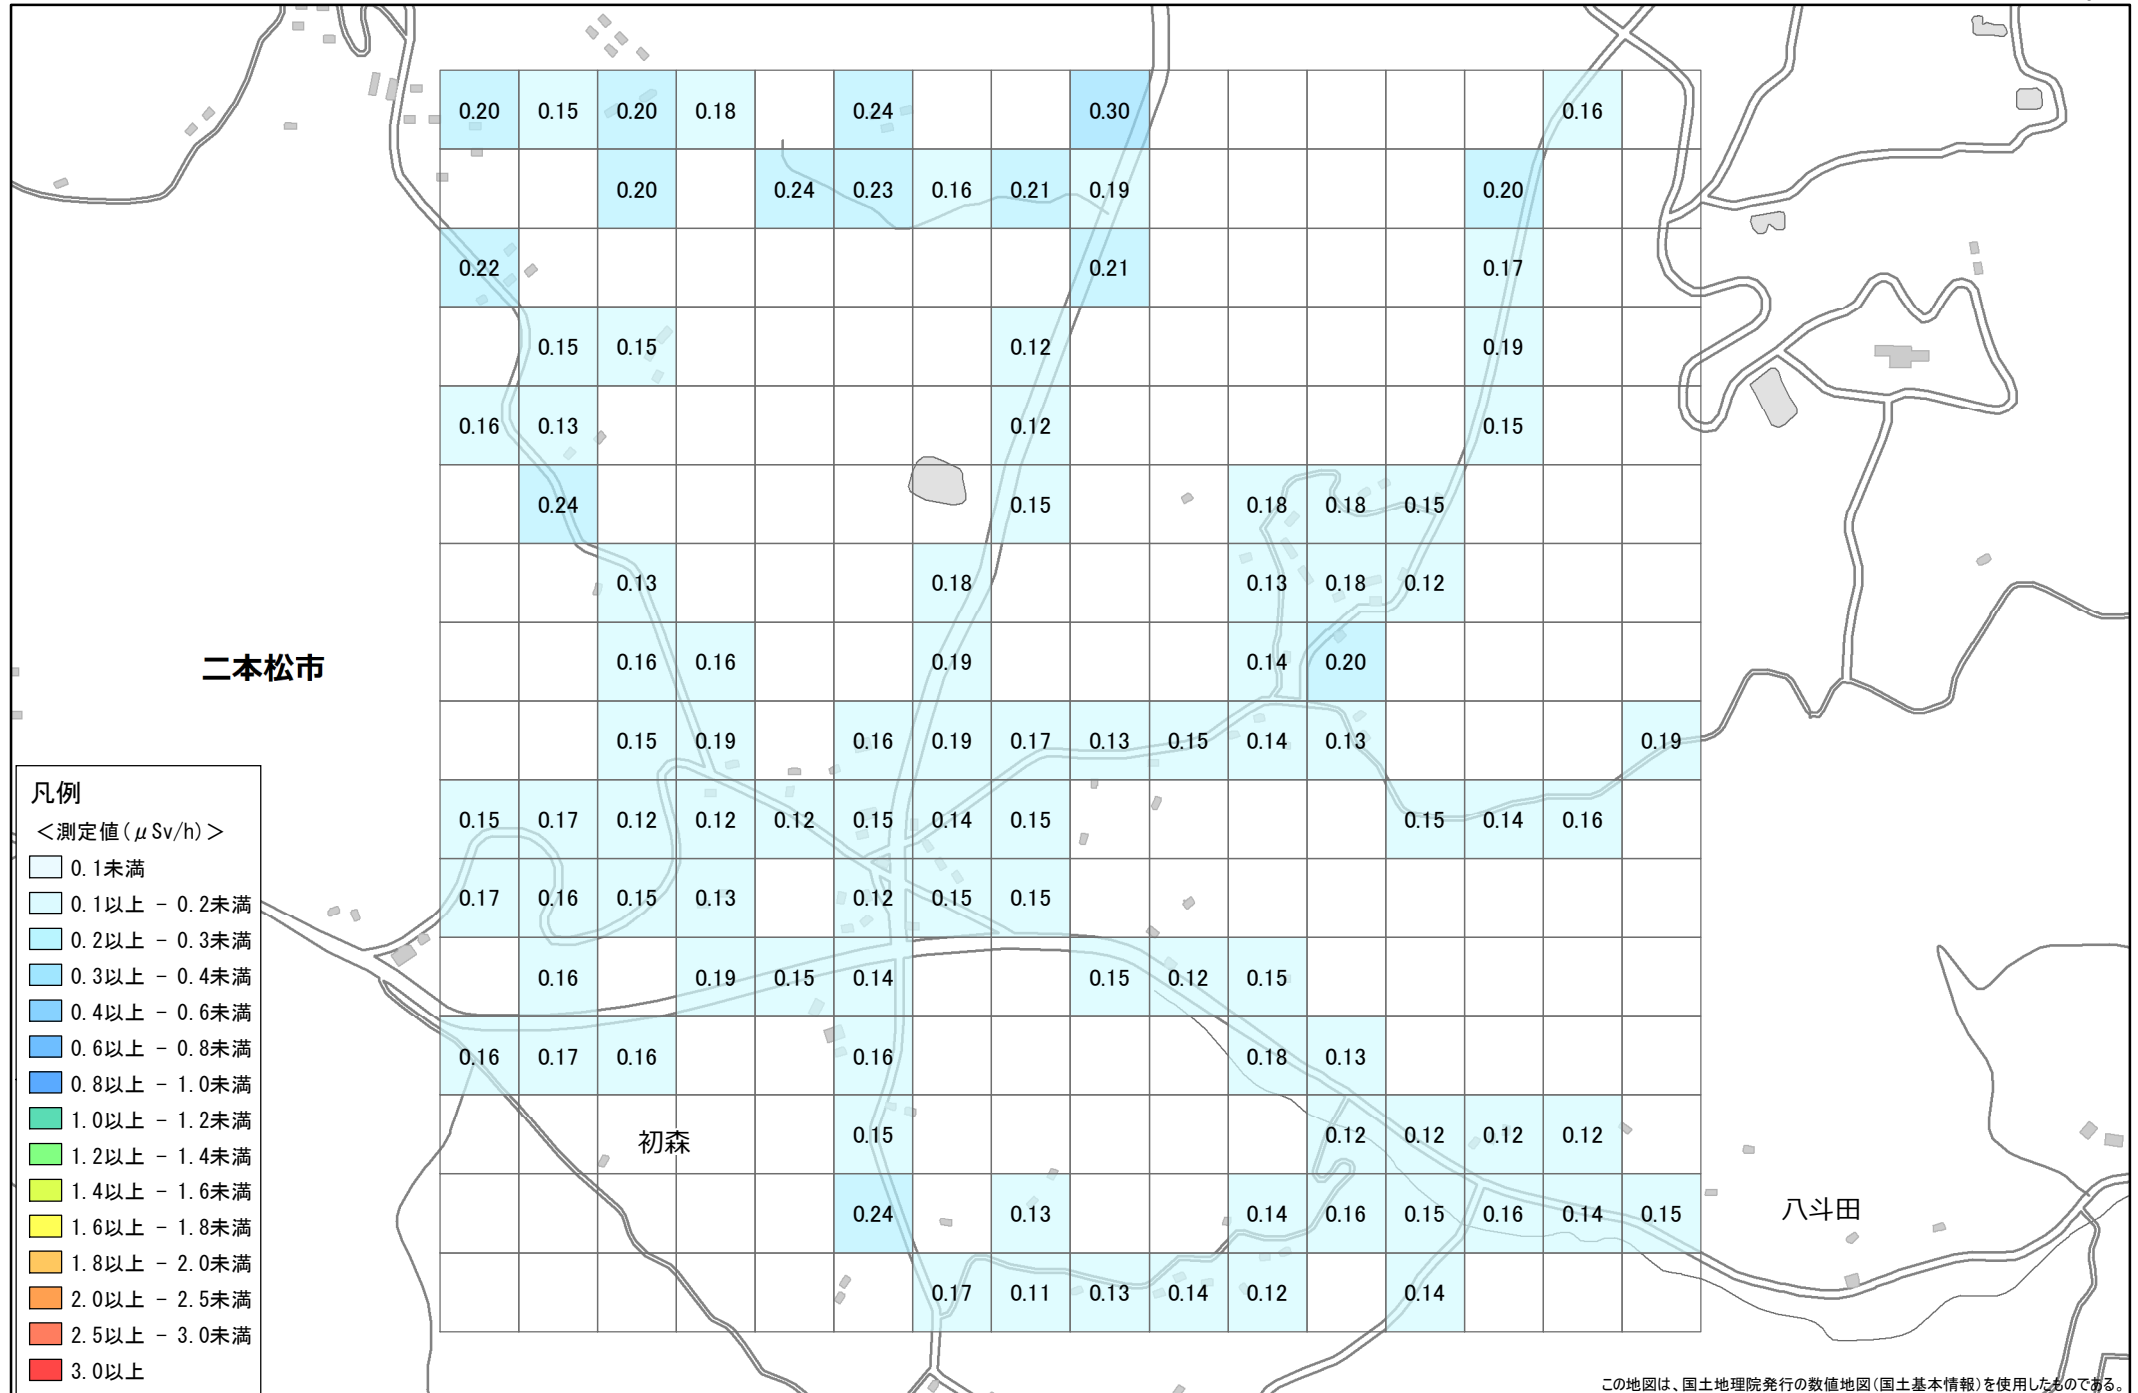 0.20 0.15 0.20 0.18 0.24 0.30 0.16
0.20 0.24 0.23 0.16 0.21 0.19 0.20
0.22 0.21 0.17
0.15 0.15 0.12 0.19
0.16 0.13 0.12 0.15
0.24 0.15 0.18 0.18 0.15
0.13 0.18 0.13 0.18 0.12
二本松市
0.16 0.16 0.19 0.14 0.20
0.15 0.19 0.16 0.19 0.17 0.13 0.15 0.14 0.13 0.19
0.15 0.17 0.12 0.12 0.12 0.15 0.14 0.15 0.15 0.14 0.16
0.17 0.16 0.15 0.13 0.12 0.15 0.15
0.16 0.19 0.15 0.14 0.15 0.12 0.15
0.16 0.17 0.16 0.16 0.18 0.13
初森
0.15 0.12 0.12 0.12 0.12
0.24 0.13 0.14 0.16 0.15 0.16 0.14 0.15
八斗田
0.17 0.11 0.13 0.14 0.12 0.14
凡例
＜測定値(μSv/h)＞
0.1未満
0.1以上 - 0.2未満
0.2以上 - 0.3未満
0.3以上 - 0.4未満
0.4以上 - 0.6未満
0.6以上 - 0.8未満
0.8以上 - 1.0未満
1.0以上 - 1.2未満
1.2以上 - 1.4未満
1.4以上 - 1.6未満
1.6以上 - 1.8未満
1.8以上 - 2.0未満
2.0以上 - 2.5未満
2.5以上 - 3.0未満
3.0以上
この地図は、国土地理院発行の数値地図(国土基本情報)を使用したものである。